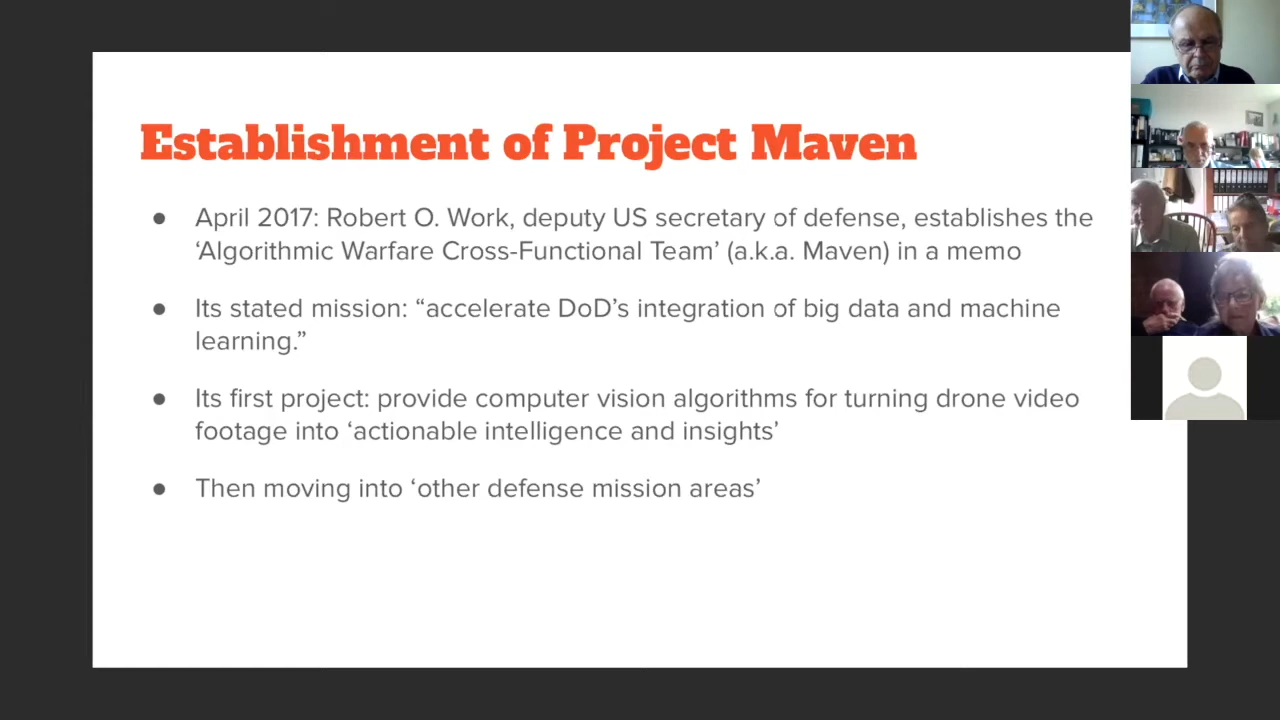 Establishment of Project Maven
● April 2017: Robert O. Work, deputy US secretary of defense, establishes the
‘Algorithmic Warfare Cross-Functional Team’ (a.k.a. Maven) in a memo
● Its stated mission: “accelerate DoD’s integration of big data and machine
learning.”
● Its first project: provide computer vision algorithms for turning drone video
footage into ‘actionable intelligence and insights’
● Then moving into ‘other defense mission areas’